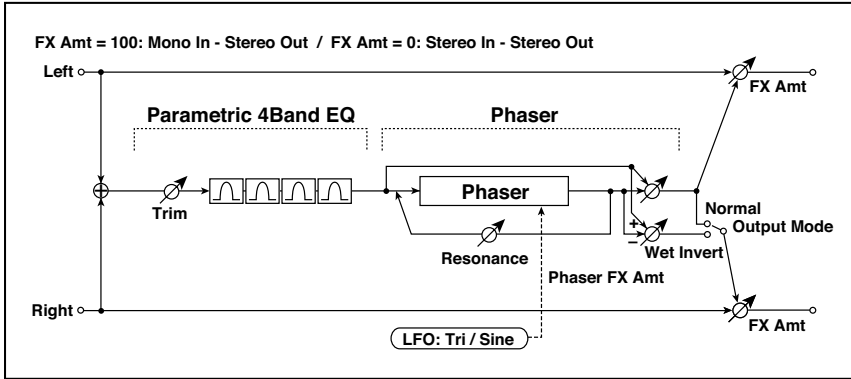 FX Amt = 100: Mono In - Stereo Out / FX Amt = 0: Stereo In - Stereo Out
Left
FX Amt
Parametric 4Band EQ
Phaser
Phaser
Trim
+
−
Normal
Output Mode
Resonance
Wet Invert
Phaser FX Amt
Right
FX Amt
LFO: Tri / Sine